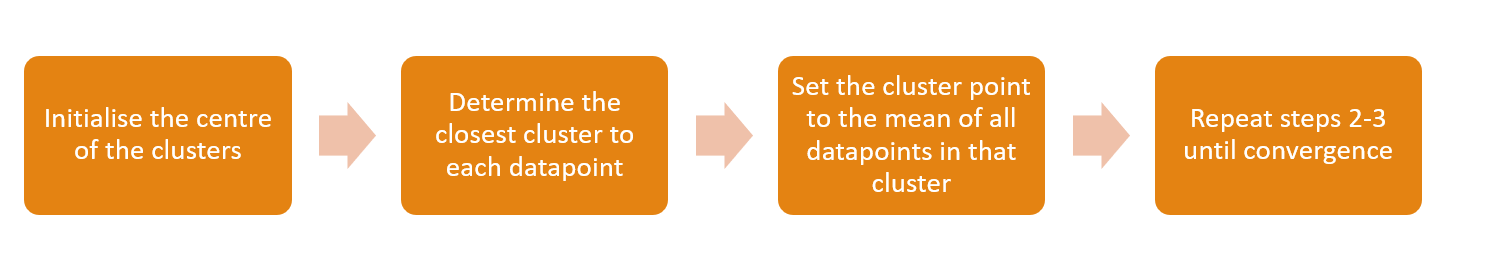 Initialise the centre
of the clusters
Determine the
closest cluster to
each datapoint
Set the cluster point
to the mean of all
datapoints in that
cluster
Repeat steps 2-3
until convergence